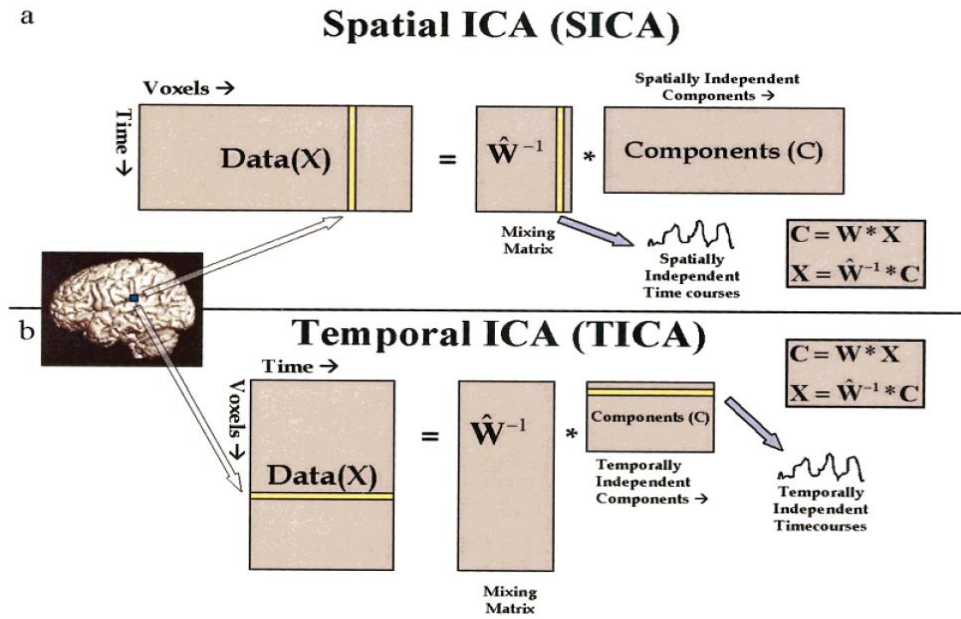 a
Spatial ICA (SICA)
Voxels →
Time →
Data(X)
=
Ŵ⁻¹
*
Spatially Independent
Components →
Components (C)
Mixing
Matrix
Spatially
Independent
Time courses
C = W * X
X = Ŵ⁻¹ * C
b
Temporal ICA (TICA)
Time →
Voxels →
Data(X)
=
Ŵ⁻¹
*
Components (C)
Temporally
Independent
Components →
Mixing
Matrix
Temporally
Independent
Timecourses
C = W * X
X = Ŵ⁻¹ * C